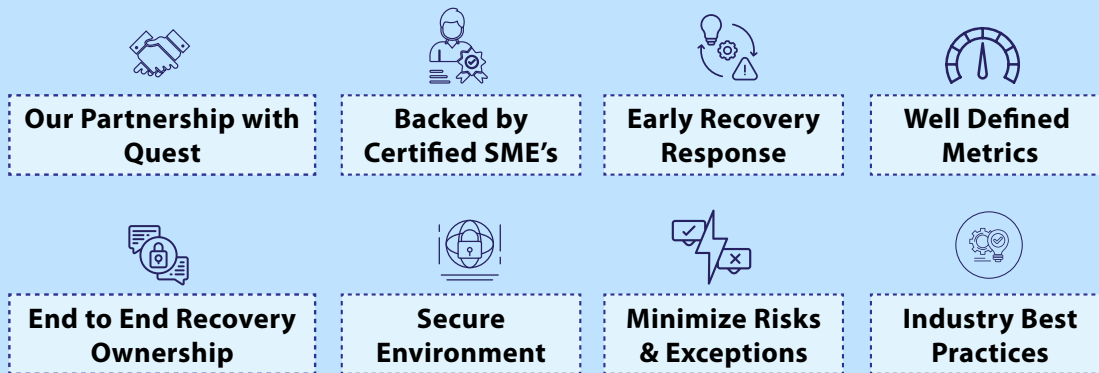 Our Partnership with
Quest
Backed by
Certified SME's
Early Recovery
Response
Well Defined
Metrics
End to End Recovery
Ownership
Secure
Environment
Minimize Risks
& Exceptions
Industry Best
Practices